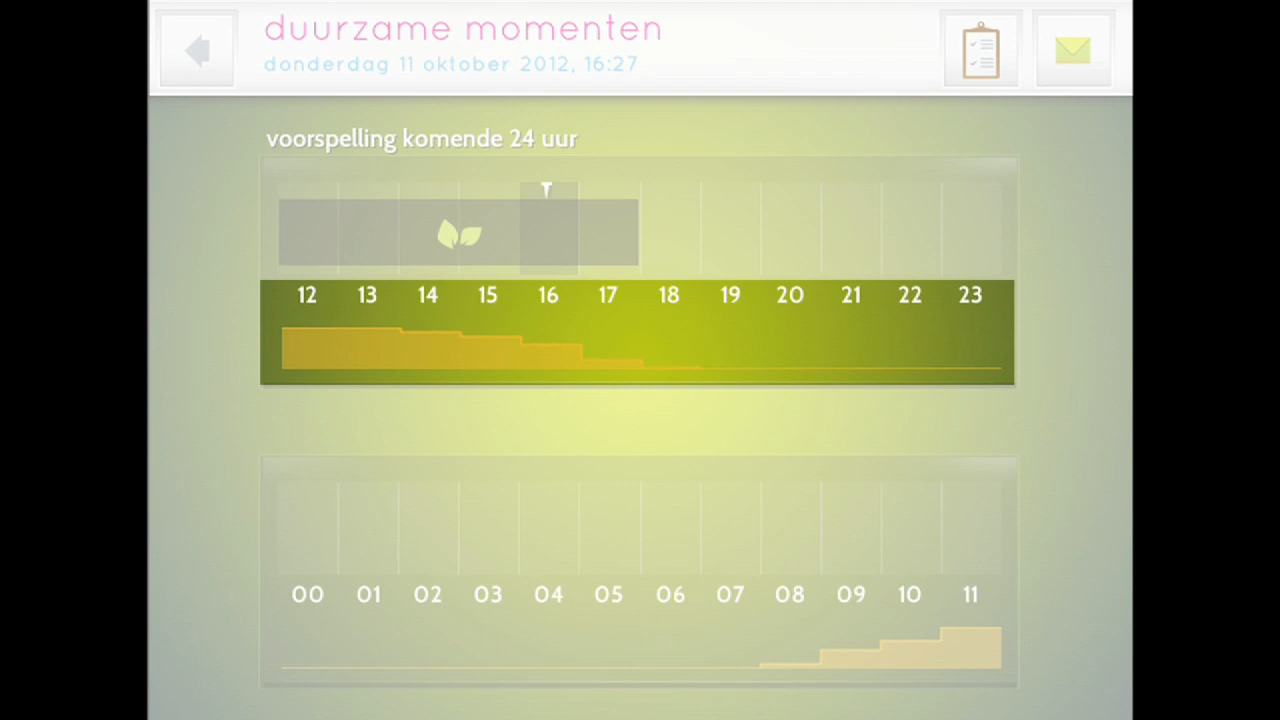 duurzame momenten
donderdag 11 oktober 2012, 16:27
voorspelling komende 24 uur
12 13 14 15 16 17 18 19 20 21 22 23
00 01 02 03 04 05 06 07 08 09 10 11